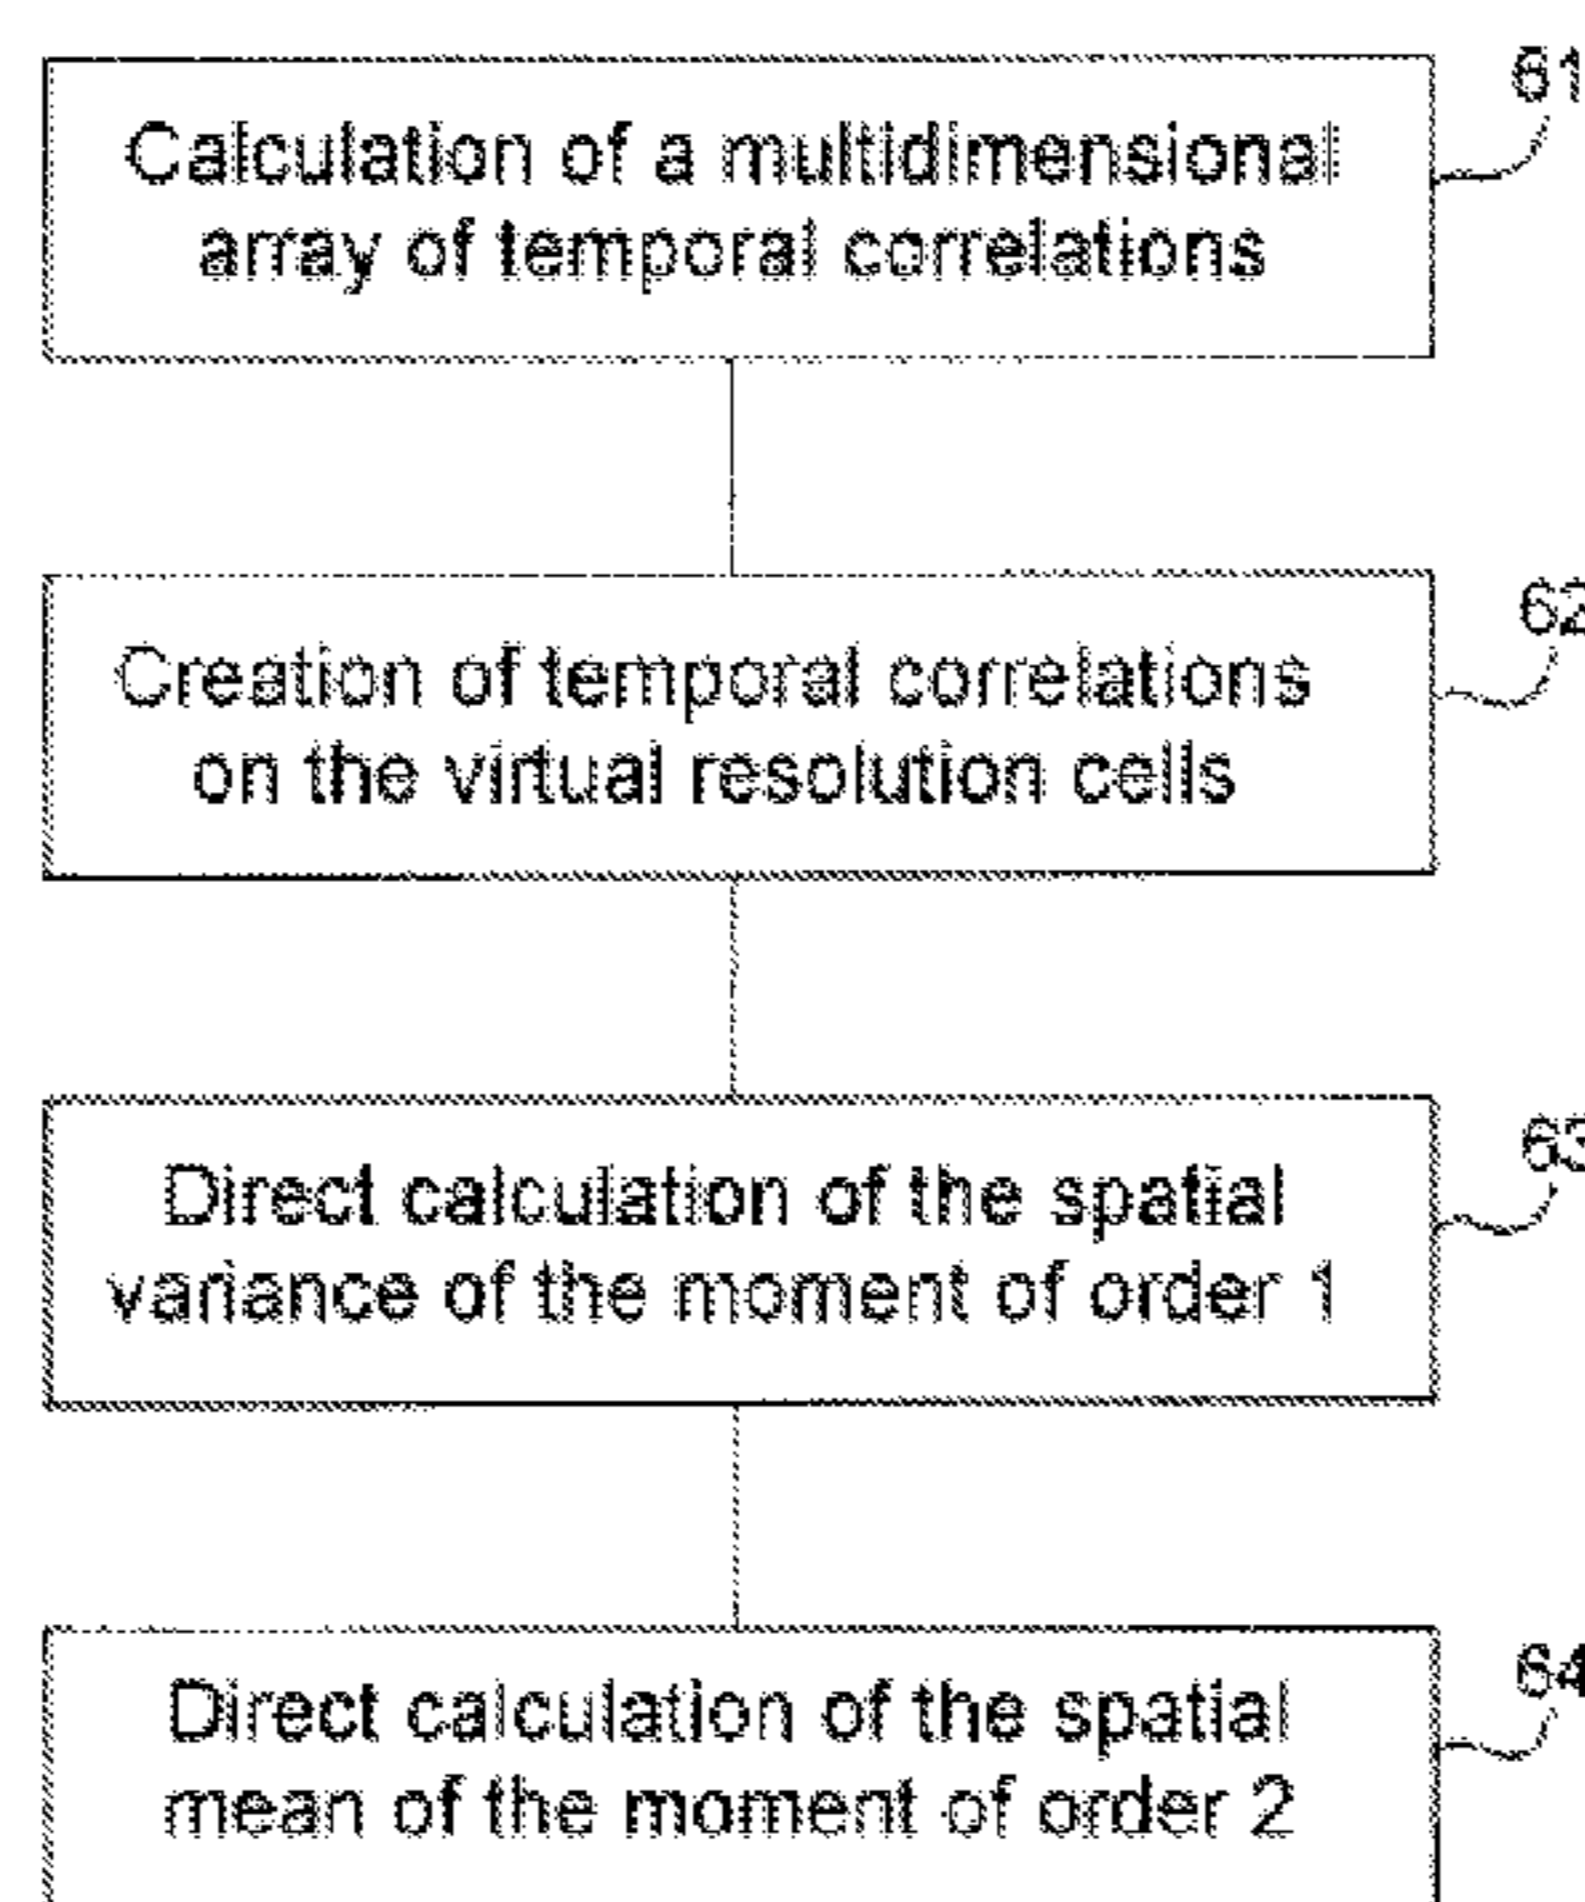 61
Calculation of a multidimensional
array of temporal correlations
62
Creation of temporal correlations
on the virtual resolution cells
63
Direct calculation of the spatial
variance of the moment of order 1
64
Direct calculation of the spatial
mean of the moment of order 2